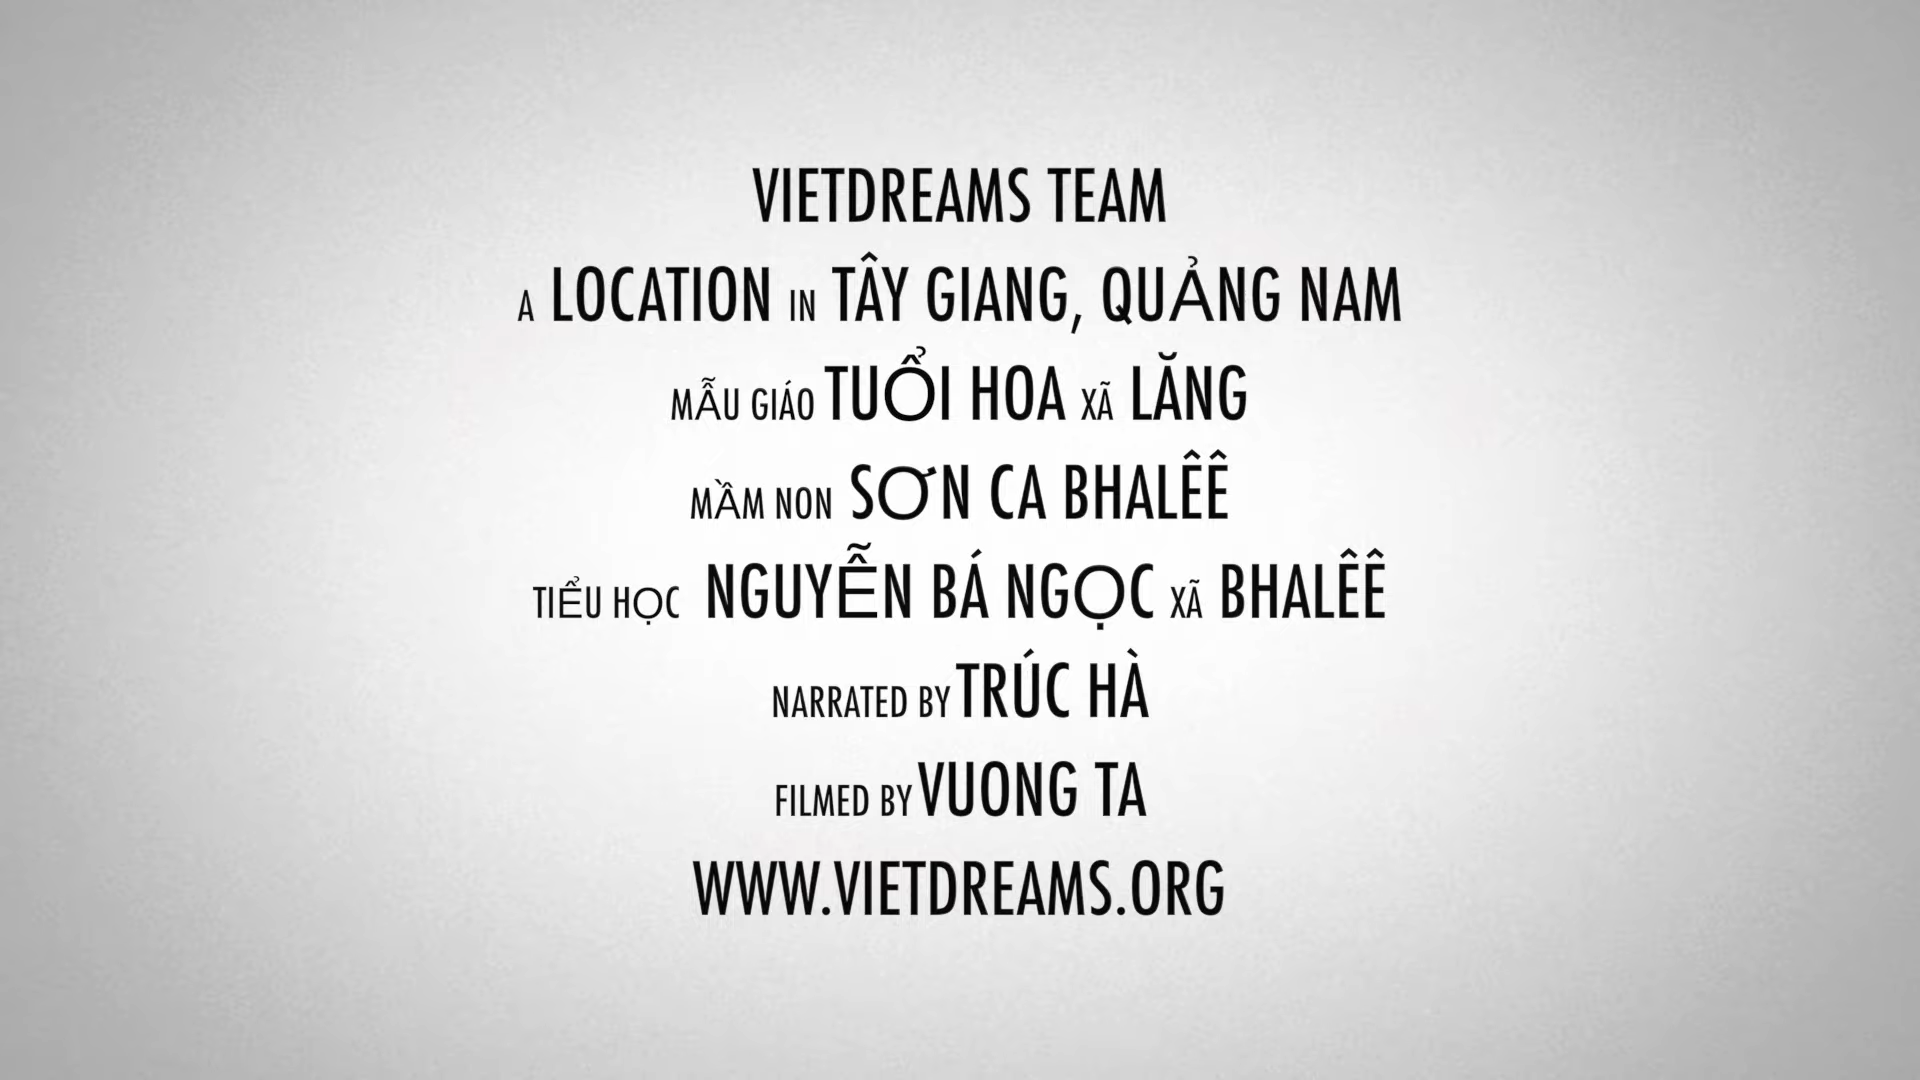 VIETDREAMS TEAM
A LOCATION IN TÂY GIANG, QUẢNG NAM
MẪU GIÁO TUỔI HOA XÃ LĂNG
MẦM NON SƠN CA BHALÊÊ
TIỂU HỌC NGUYỄN BÁ NGỌC XÃ BHALÊÊ
NARRATED BY TRÚC HÀ
FILMED BY VUONG TA
WWW.VIETDREAMS.ORG